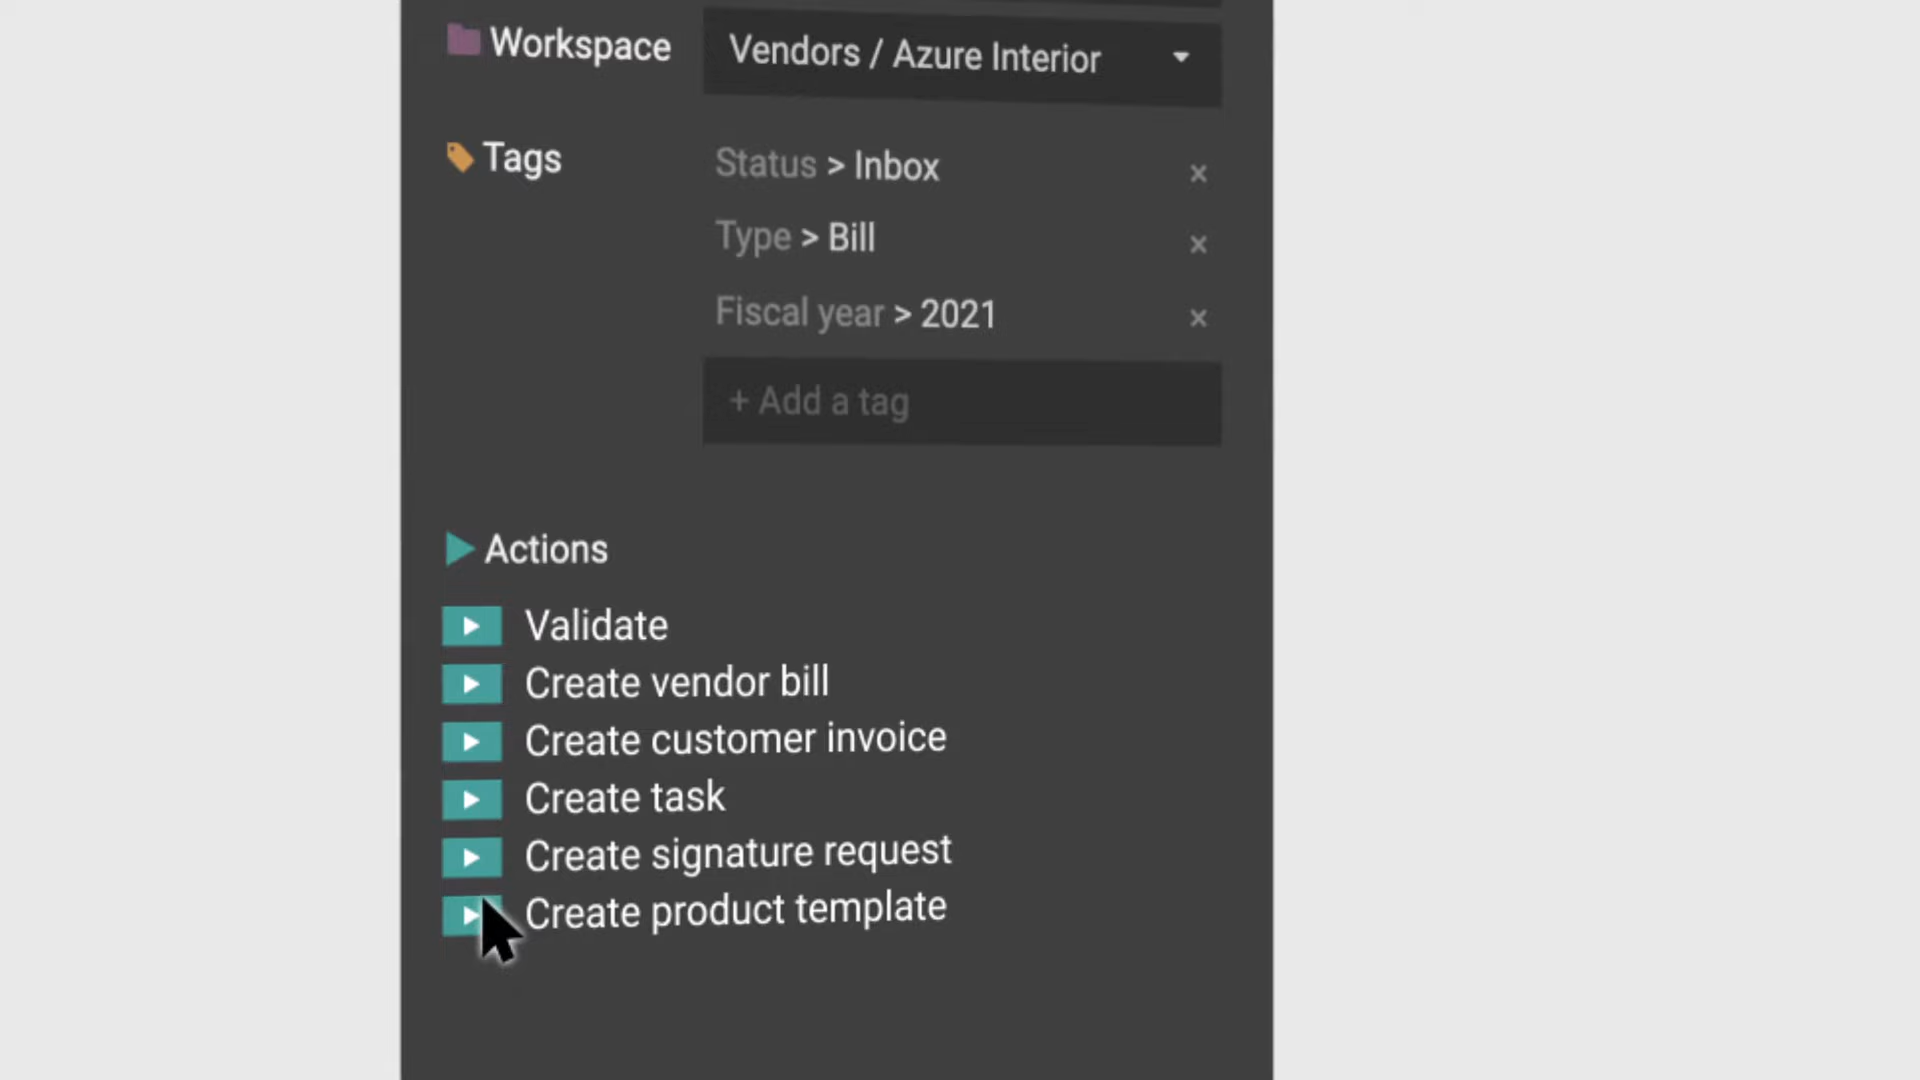 Workspace
Vendors / Azure Interior
Tags
Status > Inbox
Type > Bill
Fiscal year > 2021
+ Add a tag
Actions
Validate
Create vendor bill
Create customer invoice
Create task
Create signature request
Create product template